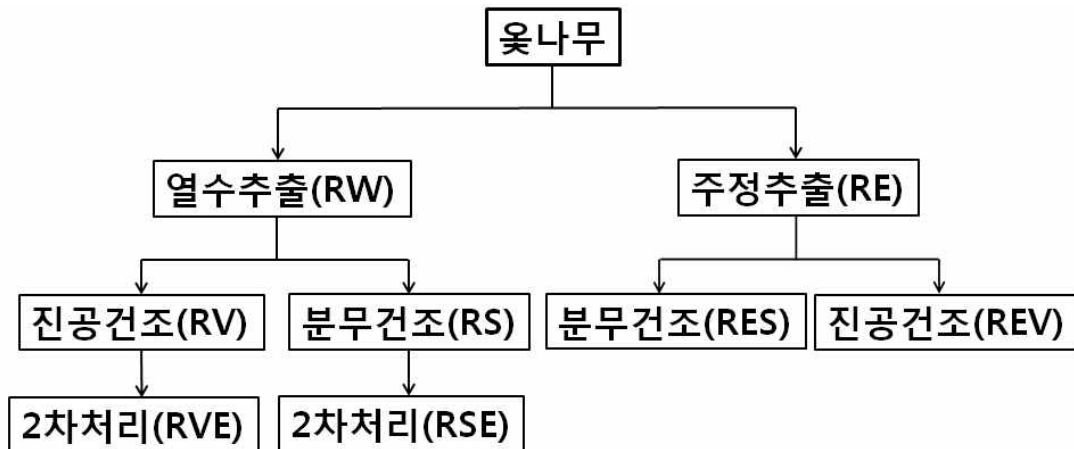 옻나무
열수추출(RW)
주정추출(RE)
진공건조(RV)
분무건조(RS)
분무건조(RES)
진공건조(REV)
2차처리(RVE)
2차처리(RSE)